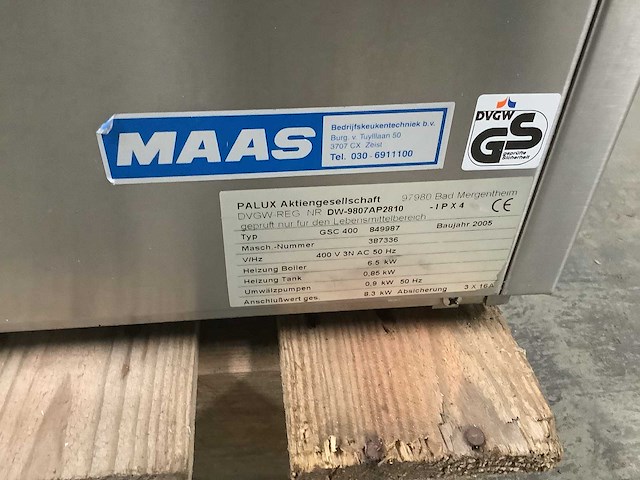 MAAS
Bedrijfskeukentechniek b.v.
Burg. v. Tuylllaan 50
3707 CX Zeist
Tel. 030 - 6911100
DVGW
GS
geprüfte
Sicherheit
PALUX Aktiengesellschaft 97980 Bad Mergentheim
DVGW-REG. NR. DW-9807AP2810 - I P X 4 CE
geprüft nur für den Lebensmittelbereich
Typ GSC 400 849987 Baujahr 2005
Masch.-Nummer 387336
V/Hz 400 V 3N AC 50 Hz
Heizung Boiler 6.5 kW
Heizung Tank 0,85 kW
Umwälzpumpen 0,9 kW 50 Hz
Anschlußwert ges. 8.3 kW Absicherung 3 X 16A